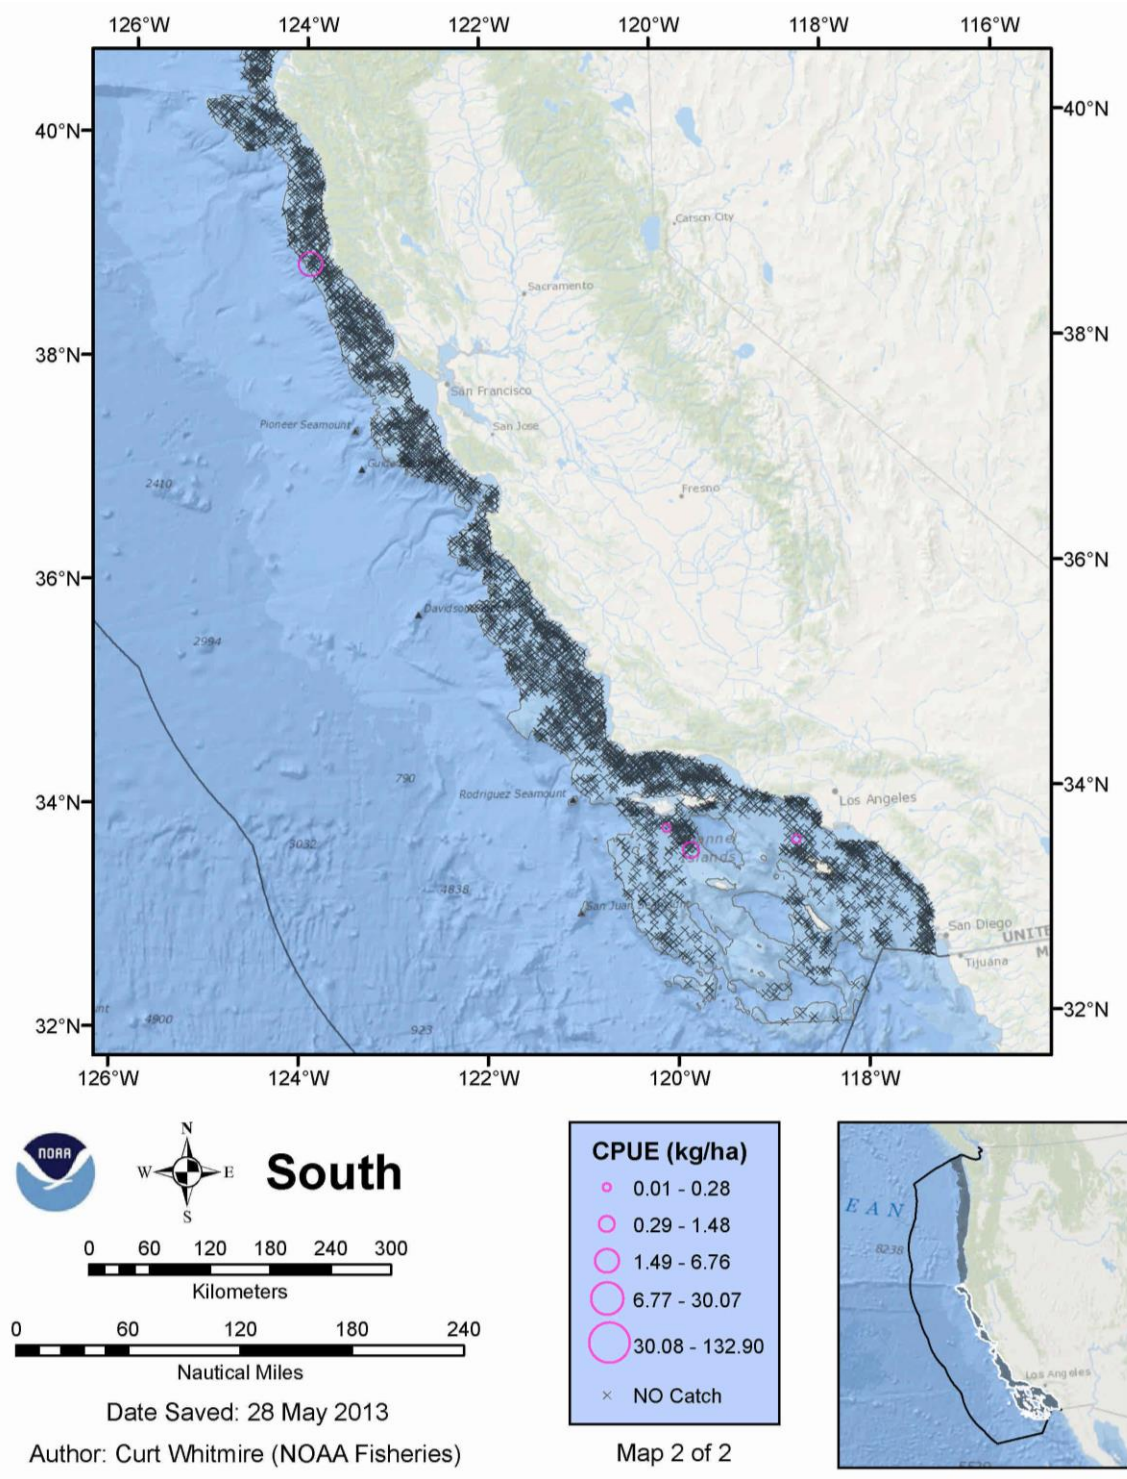 126°W 124°W 122°W 120°W 118°W 116°W
40°N 40°N
Carson City
Sacramento
38°N 38°N
San Francisco
Pioneer Seamount San Jose
2410
Fresno
36°N 36°N
2994
790
34°N 34°N
Rodriguez Seamount
Los Angeles
5032
4838
San Juan
San Diego
UNITE
M
Tijuana
32°N 32°N
nt 4900 923
126°W 124°W 122°W 120°W 118°W
NOAA
N
W E
S
South
0 60 120 180 240 300
Kilometers
0 60 120 180 240
Nautical Miles
Date Saved: 28 May 2013
Author: Curt Whitmire (NOAA Fisheries)
CPUE (kg/ha)
0.01 - 0.28
0.29 - 1.48
1.49 - 6.76
6.77 - 30.07
30.08 - 132.90
NO Catch
Map 2 of 2
EAN
8238
Los Angeles